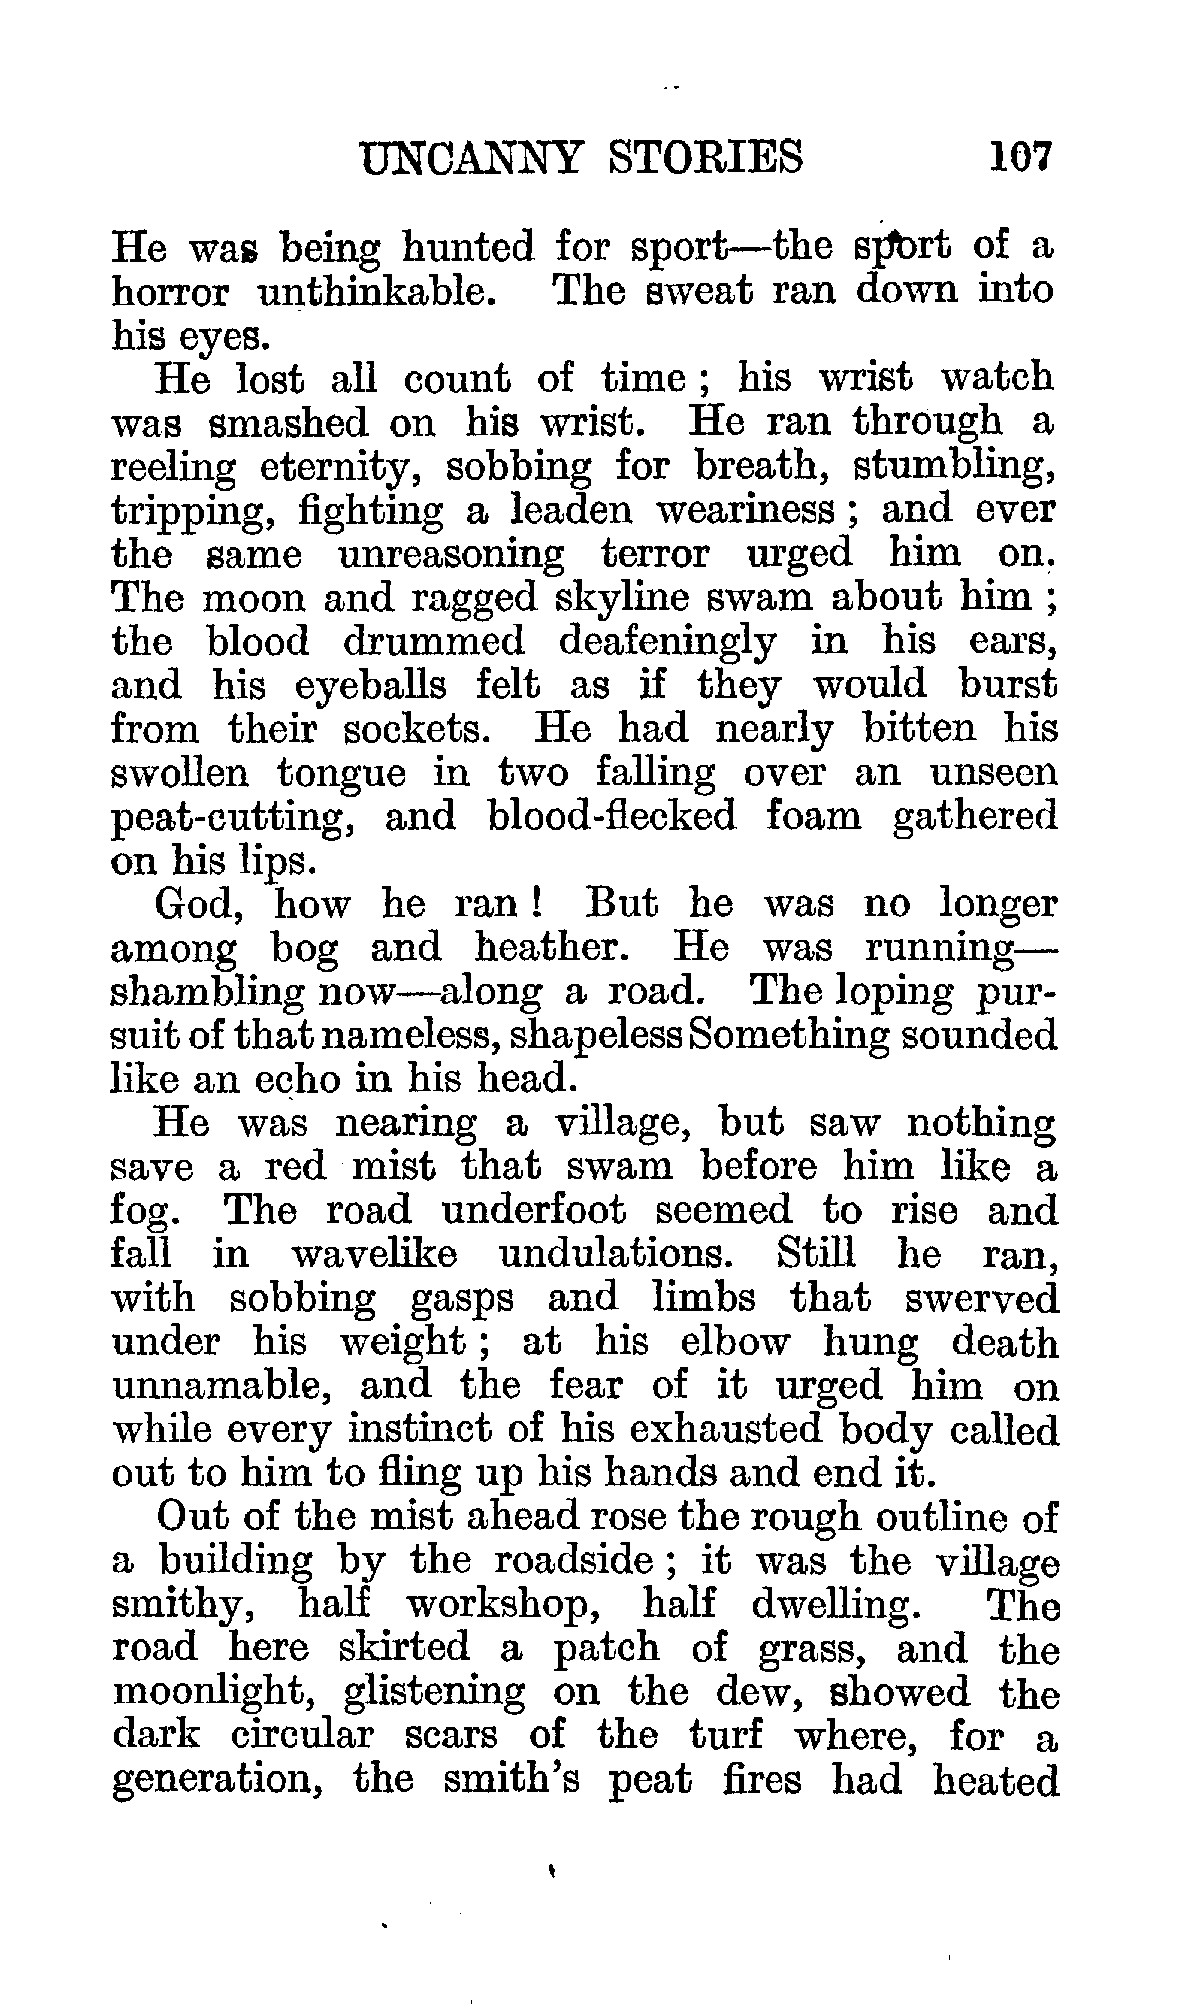 UNCANNY STORIES 107
He was being hunted for sport—the sport of a
horror unthinkable. The sweat ran down into
his eyes.
He lost all count of time ; his wrist watch
was smashed on his wrist. He ran through a
reeling eternity, sobbing for breath, stumbling,
tripping, fighting a leaden weariness ; and ever
the same unreasoning terror urged him on.
The moon and ragged skyline swam about him ;
the blood drummed deafeningly in his ears,
and his eyeballs felt as if they would burst
from their sockets. He had nearly bitten his
swollen tongue in two falling over an unseen
peat-cutting, and blood-flecked foam gathered
on his lips.
God, how he ran ! But he was no longer
among bog and heather. He was running—
shambling now—along a road. The loping pur-
suit of that nameless, shapeless Something sounded
like an echo in his head.
He was nearing a village, but saw nothing
save a red mist that swam before him like a
fog. The road underfoot seemed to rise and
fall in wavelike undulations. Still he ran,
with sobbing gasps and limbs that swerved
under his weight ; at his elbow hung death
unnamable, and the fear of it urged him on
while every instinct of his exhausted body called
out to him to fling up his hands and end it.
Out of the mist ahead rose the rough outline of
a building by the roadside ; it was the village
smithy, half workshop, half dwelling. The
road here skirted a patch of grass, and the
moonlight, glistening on the dew, showed the
dark circular scars of the turf where, for a
generation, the smith's peat fires had heated